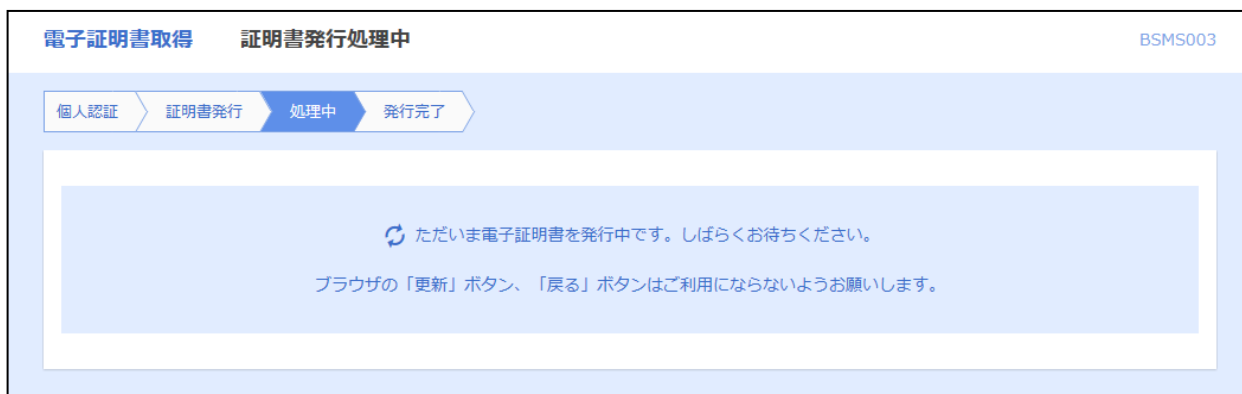 電子証明書取得 証明書発行処理中 BSMS003
個人認証 証明書発行 処理中 発行完了
ただいま電子証明書を発行中です。しばらくお待ちください。
ブラウザの「更新」ボタン、「戻る」ボタンはご利用にならないようお願いします。